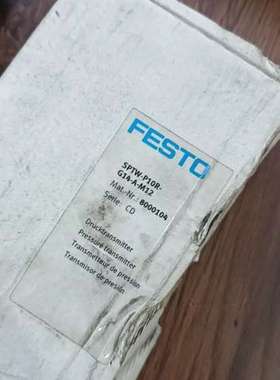 FESTO
SPTW-P10R-
G14-A-M12
Mat.-Nr.: 8000104
Serie: CD
Drucktransmitter
Pressure transmitter
Transmetteur de pression
Transmisor de presión